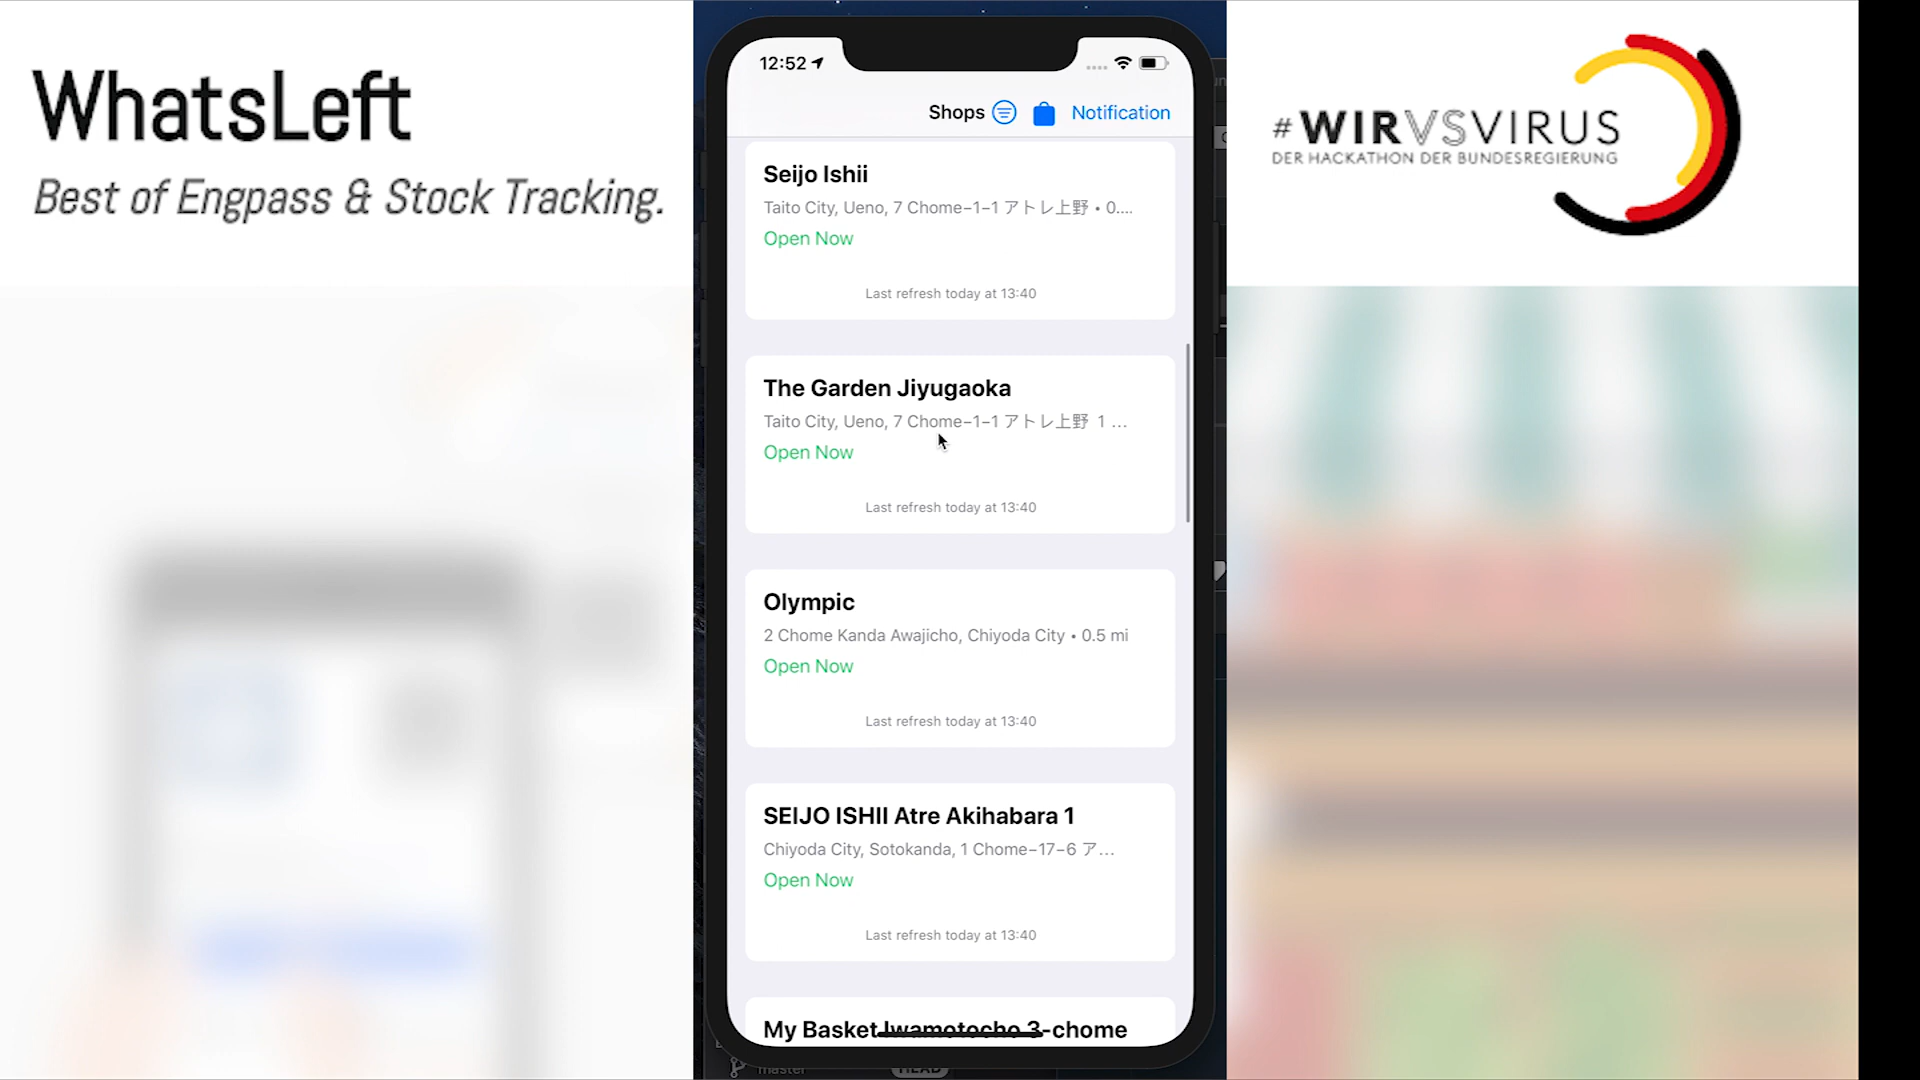 WhatsLeft
Best of Engpass & Stock Tracking.
12:52
Shops
Notification
Seijo Ishii
Taito City, Ueno, 7 Chome−1−1 アトレ上野 • 0....
Open Now
Last refresh today at 13:40
The Garden Jiyugaoka
Taito City, Ueno, 7 Chome−1−1 アトレ上野 1 ...
Open Now
Last refresh today at 13:40
Olympic
2 Chome Kanda Awajicho, Chiyoda City • 0.5 mi
Open Now
Last refresh today at 13:40
SEIJO ISHII Atre Akihabara 1
Chiyoda City, Sotokanda, 1 Chome−17−6 ア...
Open Now
Last refresh today at 13:40
My Basket Iwamotocho 3-chome
master
HEAD
# WIRVSVIRUS
DER HACKATHON DER BUNDESREGIERUNG